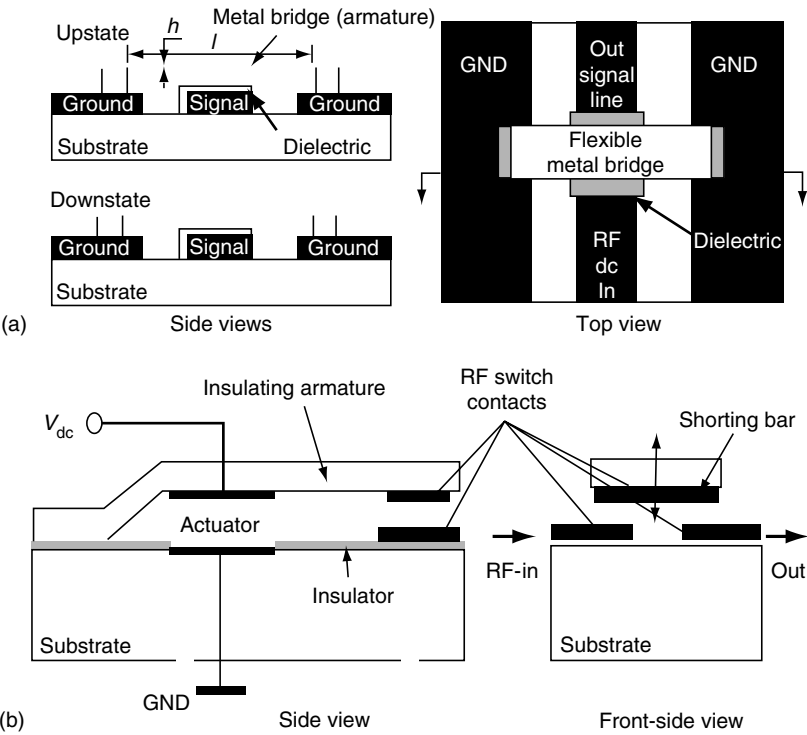 Upstate
h
l
Metal bridge (armature)
Ground
Signal
Ground
Substrate
Dielectric
Downstate
Ground
Signal
Ground
Substrate
(a)
Side views
GND
Out
signal
line
GND
Flexible
metal bridge
RF
dc
In
Dielectric
Top view
Insulating armature
RF switch
contacts
Shorting bar
Vdc
Actuator
RF-in
Out
Insulator
Substrate
Substrate
GND
(b)
Side view
Front-side view